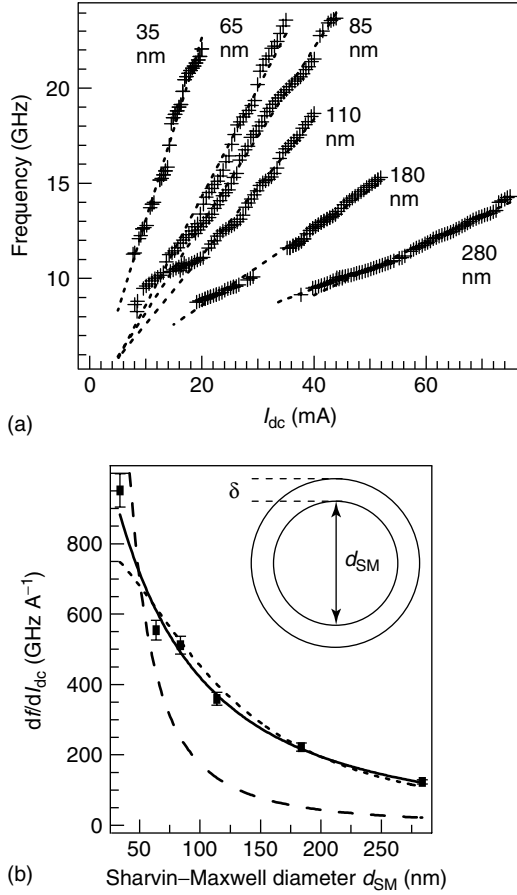 35 nm
65 nm
85 nm
110 nm
180 nm
280 nm
Frequency (GHz)
20
15
10
0
20
40
60
I_dc (mA)
(a)
δ
d_SM
df/dI_dc (GHz A⁻¹)
800
600
400
200
0
50
100
150
200
250
Sharvin–Maxwell diameter d_SM (nm)
(b)